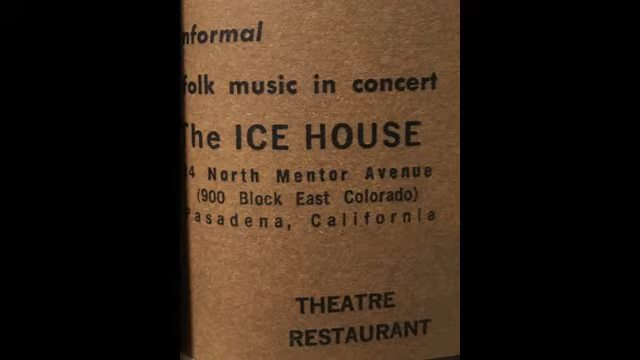 nformal
folk music in concert
The ICE HOUSE
4 North Mentor Avenue
(900 Block East Colorado)
Pasadena, California
THEATRE
RESTAURANT